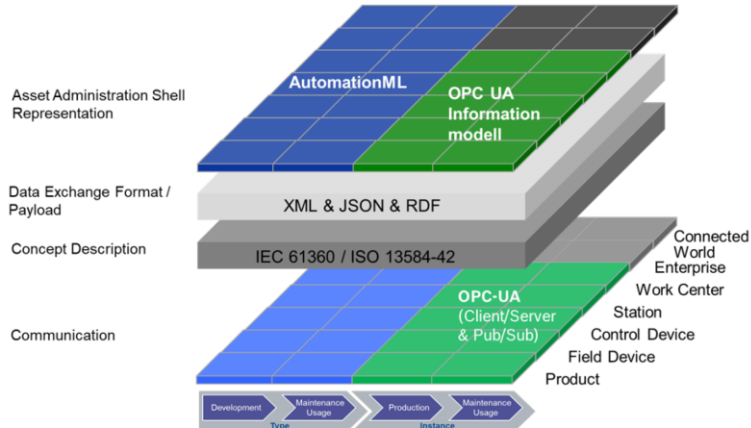 Asset Administration Shell
Representation
AutomationML
OPC UA
Information
modell
Data Exchange Format /
Payload
XML & JSON & RDF
Concept Description
IEC 61360 / ISO 13584-42
Connected
World
Enterprise
Work Center
Station
Control Device
Field Device
Product
Communication
OPC-UA
(Client/Server
& Pub/Sub)
Development
Maintenance
Usage
Production
Maintenance
Usage
Type
Instance